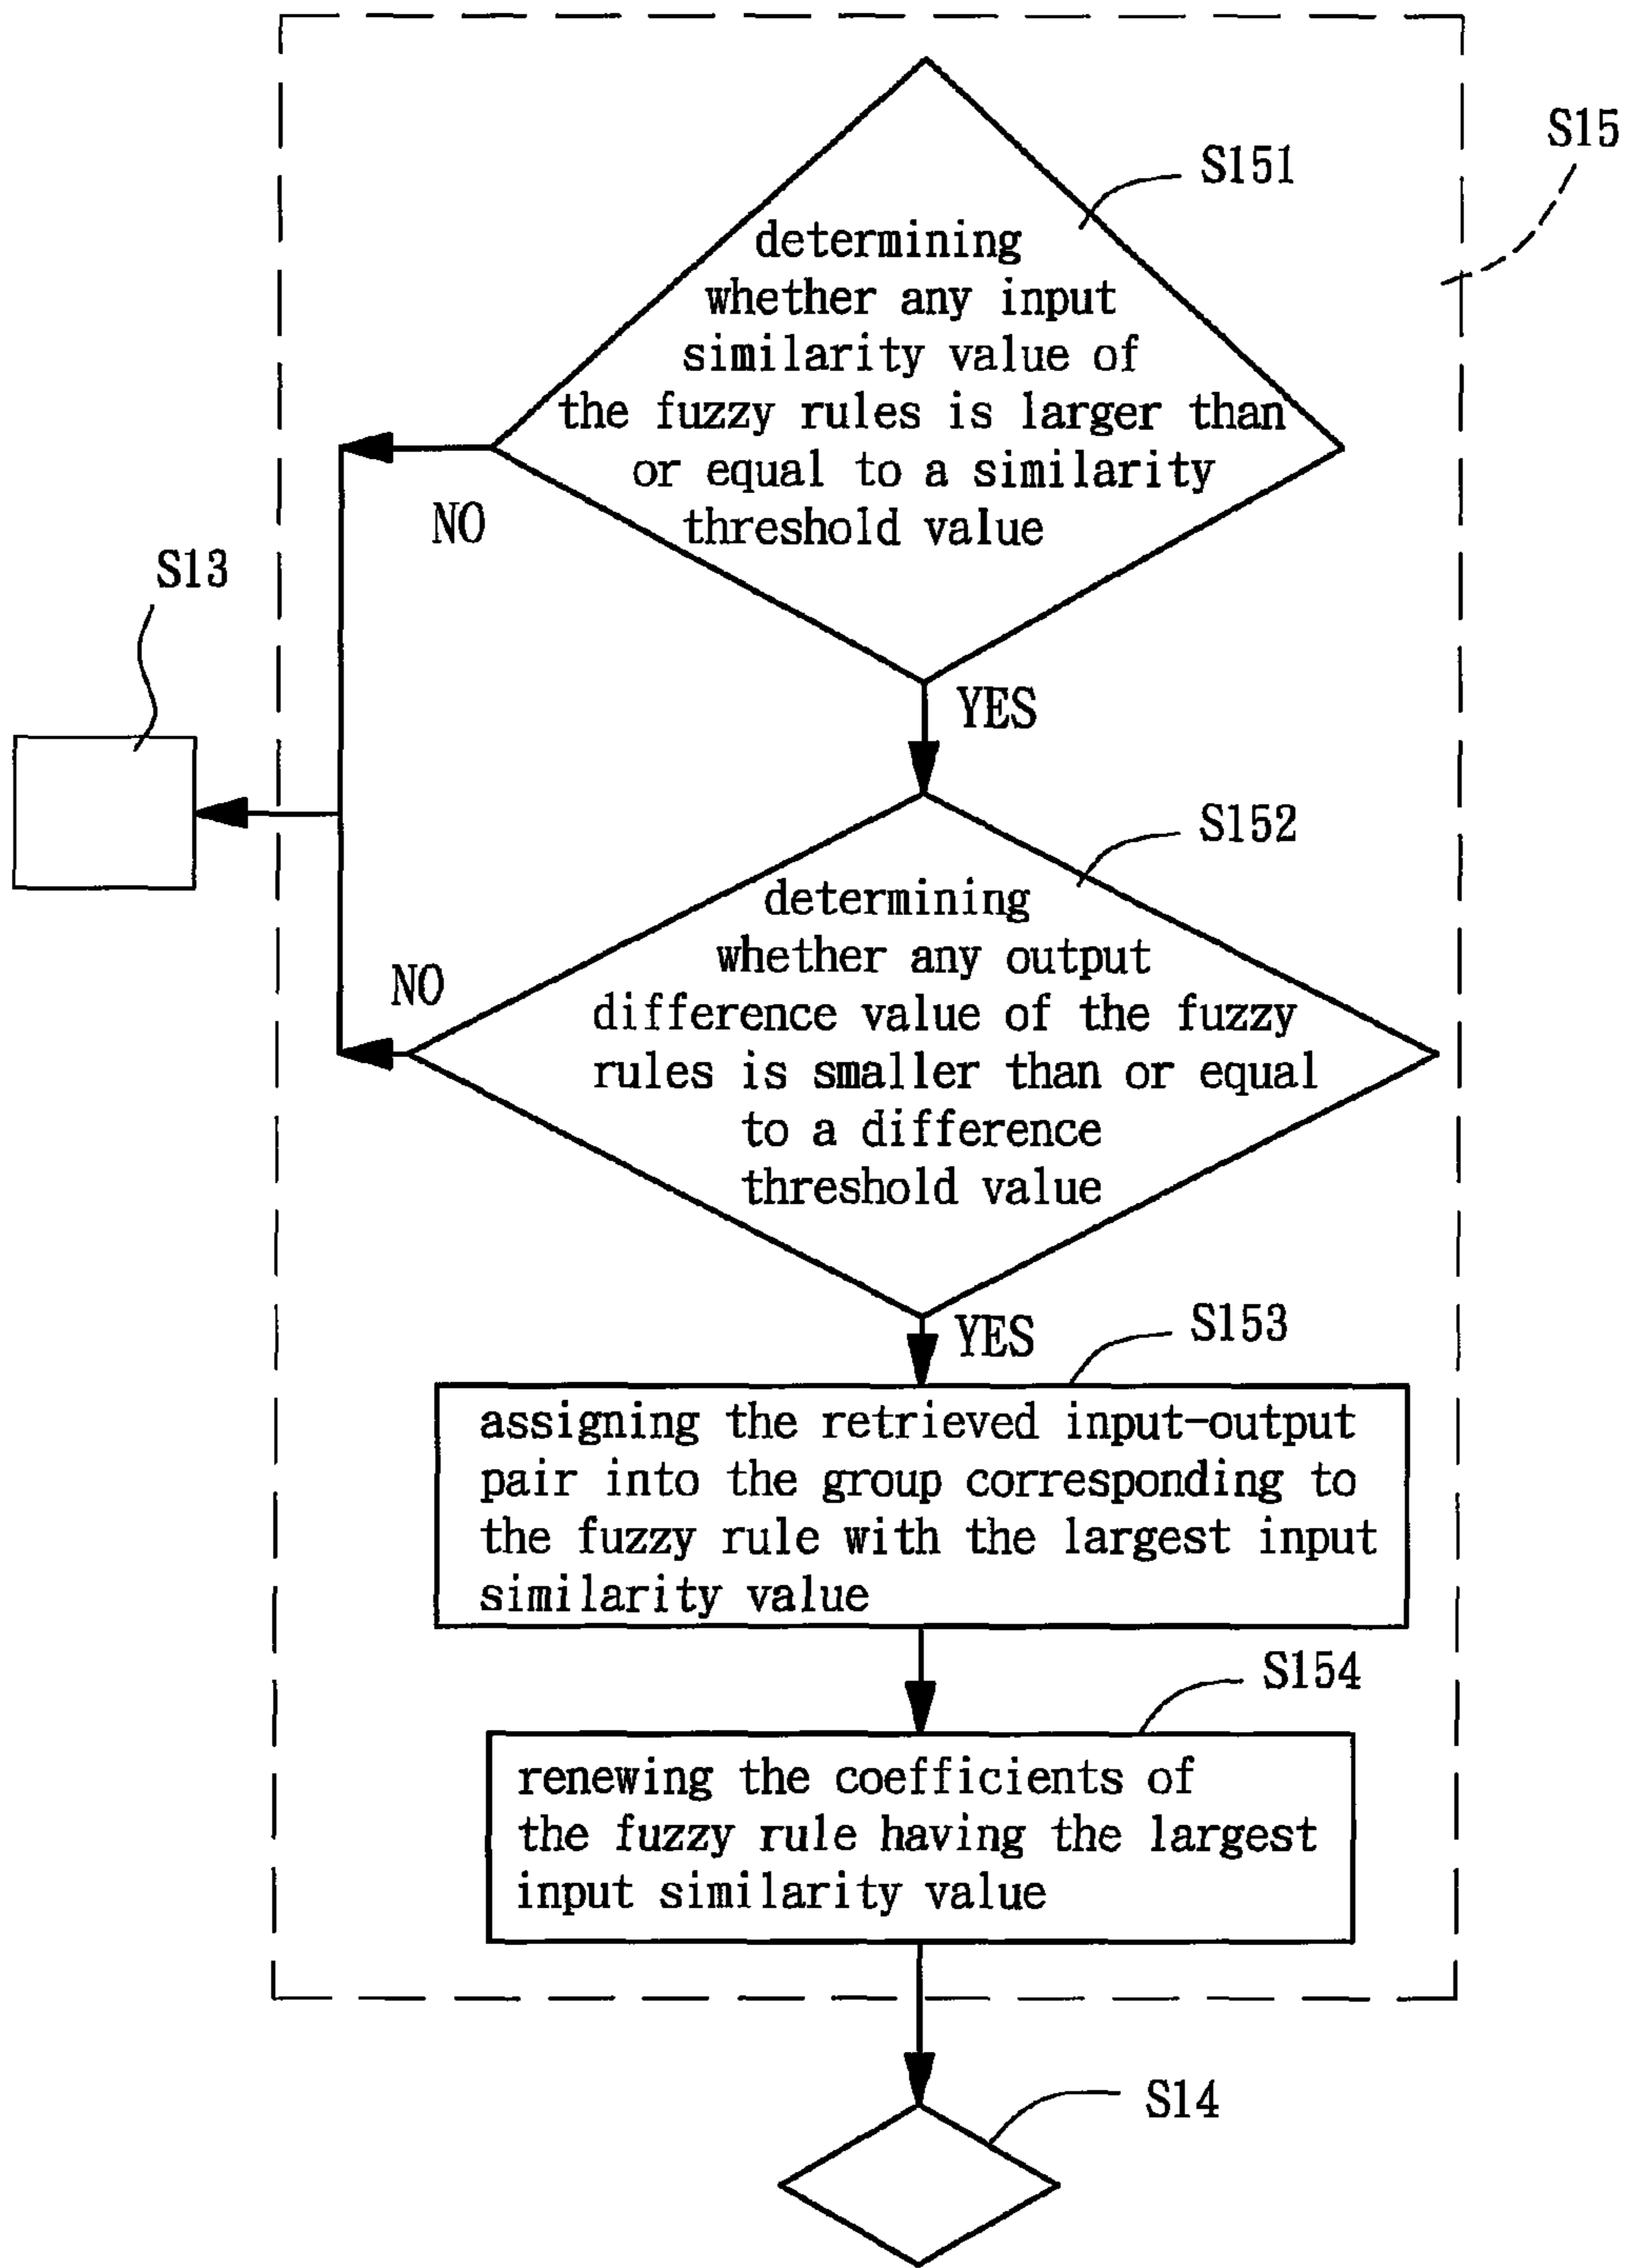 S15
S151
determining
whether any input
similarity value of
the fuzzy rules is larger than
or equal to a similarity
threshold value
NO
S13
YES
S152
determining
whether any output
difference value of the fuzzy
rules is smaller than or equal
to a difference
threshold value
NO
YES
S153
assigning the retrieved input-output
pair into the group corresponding to
the fuzzy rule with the largest input
similarity value
S154
renewing the coefficients of
the fuzzy rule having the largest
input similarity value
S14